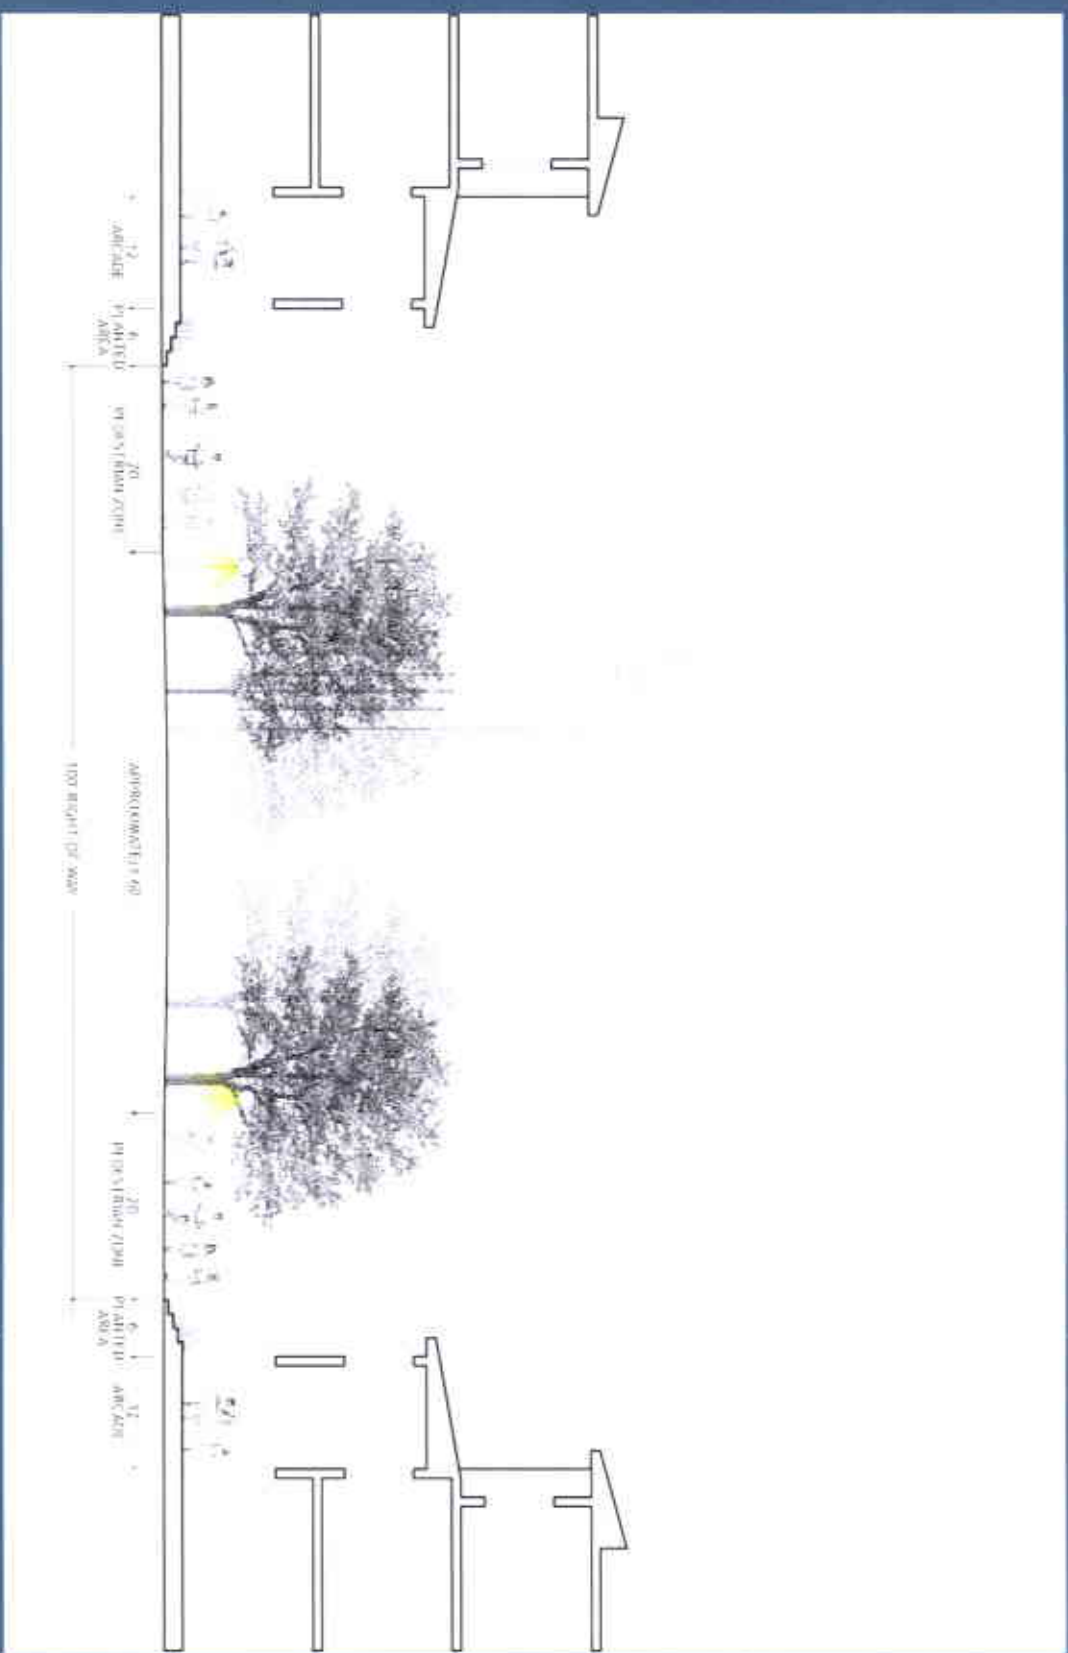 12
ARCADE
6
PLANTED
AREA
20
PEDESTRIAN ZONE
APPROXIMATELY 60'
20
PEDESTRIAN ZONE
6
PLANTED
AREA
12
ARCADE
100' RIGHT OF WAY